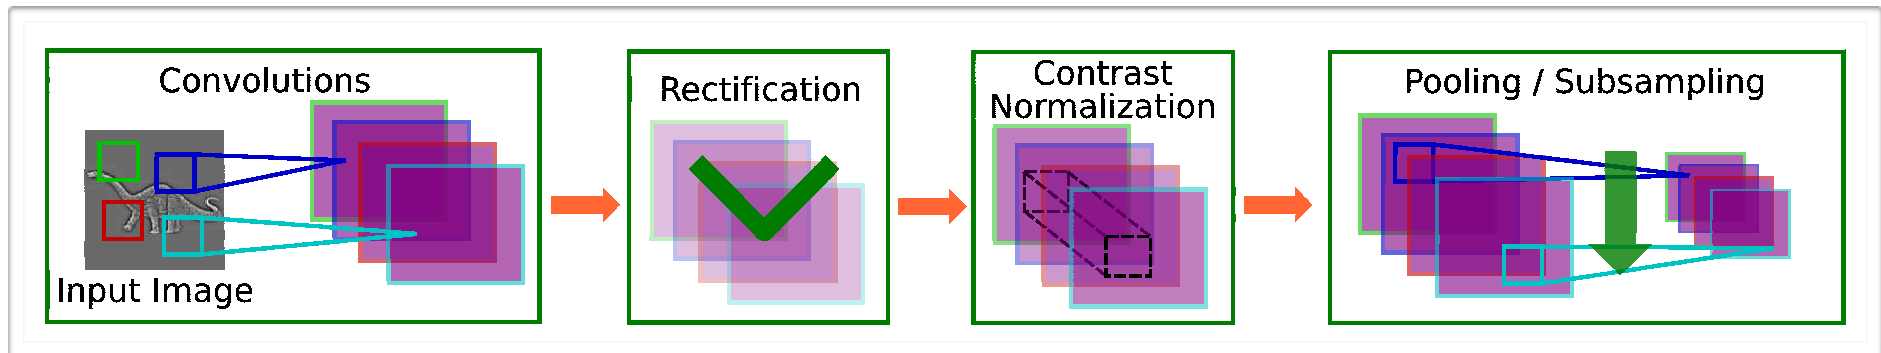 Convolutions
Input Image
Rectification
Contrast
Normalization
Pooling / Subsampling